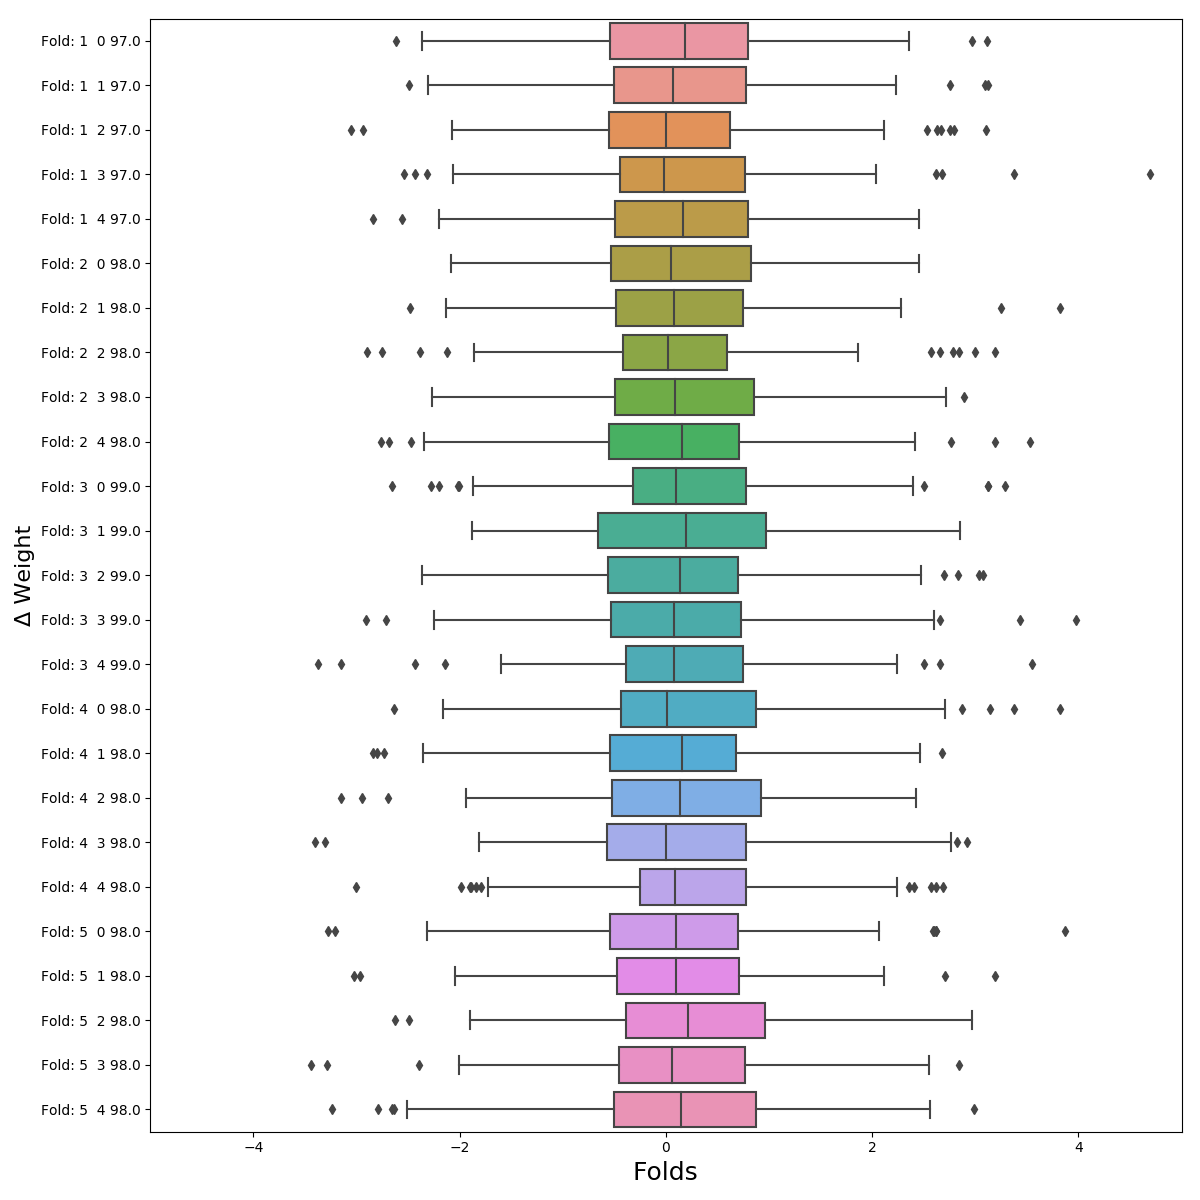 Fold: 1  0 97.0
Fold: 1  1 97.0
Fold: 1  2 97.0
Fold: 1  3 97.0
Fold: 1  4 97.0
Fold: 2  0 98.0
Fold: 2  1 98.0
Fold: 2  2 98.0
Fold: 2  3 98.0
Fold: 2  4 98.0
Fold: 3  0 99.0
Fold: 3  1 99.0
Fold: 3  2 99.0
Fold: 3  3 99.0
Fold: 3  4 99.0
Fold: 4  0 98.0
Fold: 4  1 98.0
Fold: 4  2 98.0
Fold: 4  3 98.0
Fold: 4  4 98.0
Fold: 5  0 98.0
Fold: 5  1 98.0
Fold: 5  2 98.0
Fold: 5  3 98.0
Fold: 5  4 98.0
Δ Weight
−4 −2 0 2 4
Folds